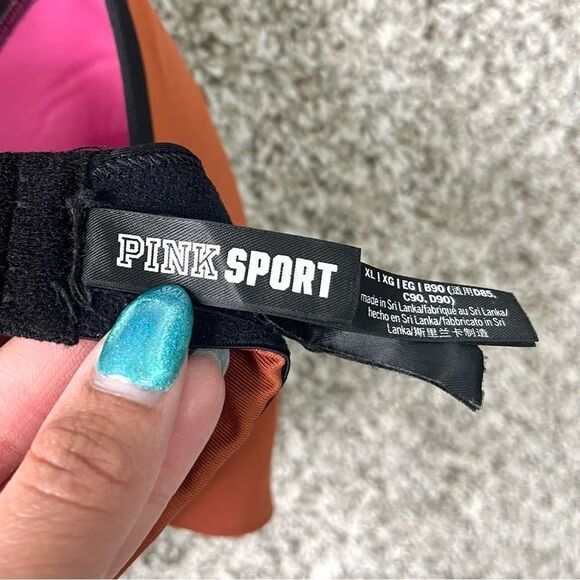 PINK SPORT
XL | XG | EG | B90 (适用D85,
C90, D90)
made in Sri Lanka/fabriqué au Sri Lanka/
hecho en Sri Lanka/fabbricato in Sri
Lanka/斯里兰卡制造